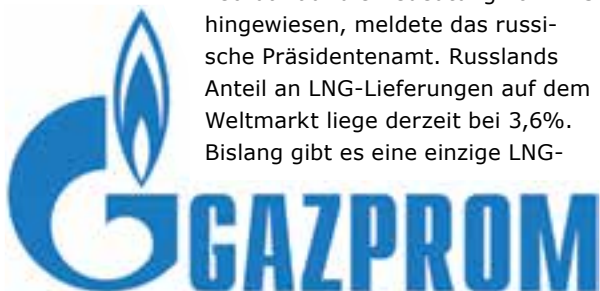 hingewiesen, meldete das russi-
sche Präsidentenamt. Russlands
Anteil an LNG-Lieferungen auf dem
Weltmarkt liege derzeit bei 3,6%.
Bislang gibt es eine einzige LNG-
GAZPROM